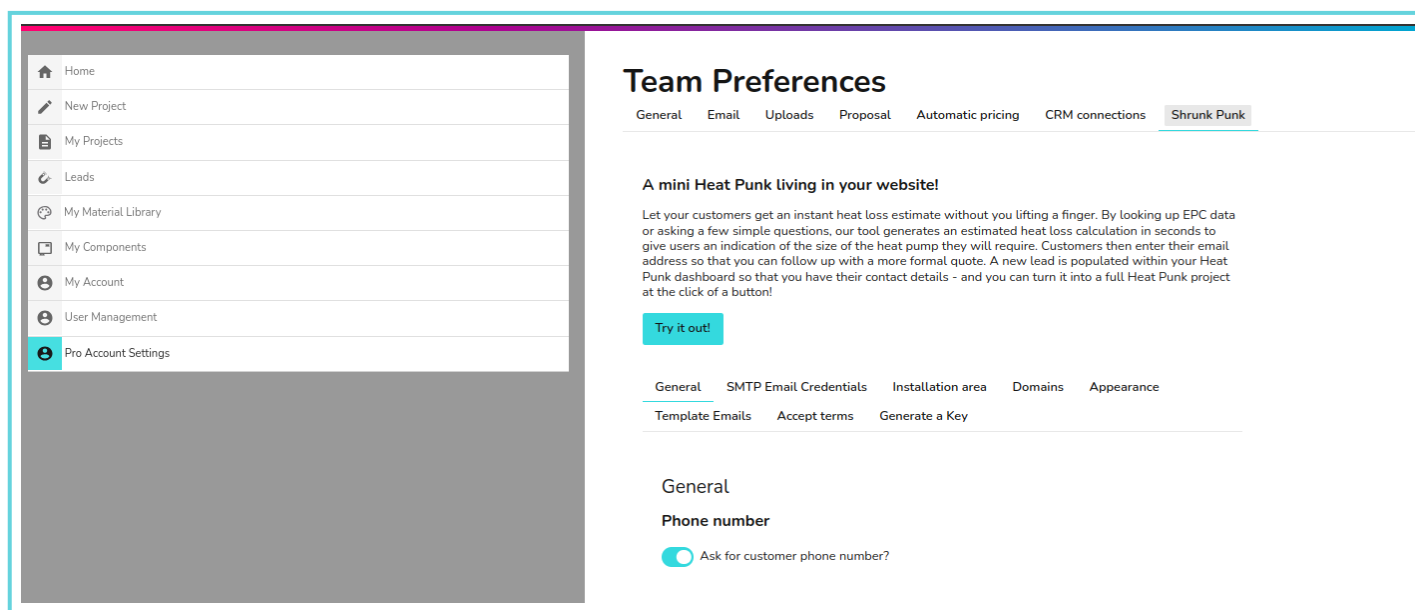 Home
New Project
My Projects
Leads
My Material Library
My Components
My Account
User Management
Pro Account Settings
Team Preferences
General Email Uploads Proposal Automatic pricing CRM connections Shrunk Punk
A mini Heat Punk living in your website!
Let your customers get an instant heat loss estimate without you lifting a finger. By looking up EPC data
or asking a few simple questions, our tool generates an estimated heat loss calculation in seconds to
give users an indication of the size of the heat pump they will require. Customers then enter their email
address so that you can follow up with a more formal quote. A new lead is populated within your Heat
Punk dashboard so that you have their contact details - and you can turn it into a full Heat Punk project
at the click of a button!
Try it out!
General SMTP Email Credentials Installation area Domains Appearance
Template Emails Accept terms Generate a Key
General
Phone number
Ask for customer phone number?